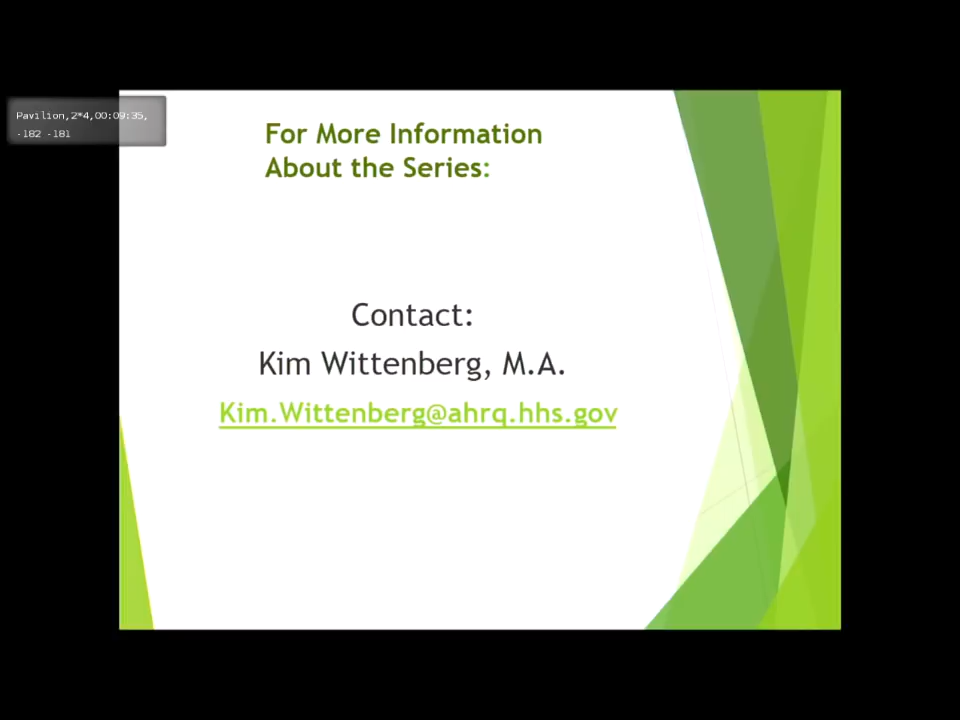 Pavilion,2*4,00:09:35,
-182 -181
For More Information
About the Series:
Contact:
Kim Wittenberg, M.A.
Kim.Wittenberg@ahrq.hhs.gov